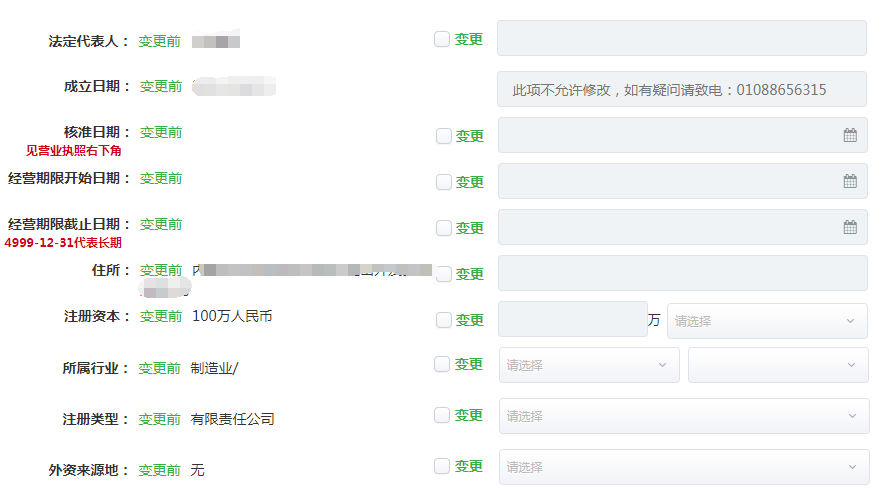 法定代表人： 变更前 变更
成立日期： 变更前 此项不允许修改，如有疑问请致电：01088656315
核准日期： 变更前 变更
见营业执照右下角
经营期限开始日期： 变更前 变更
经营期限截止日期： 变更前 变更
4999-12-31代表长期
住所： 变更前 变更
注册资本： 变更前 100万人民币 变更 万 请选择
所属行业： 变更前 制造业/ 变更 请选择
注册类型： 变更前 有限责任公司 变更 请选择
外资来源地： 变更前 无 变更 请选择